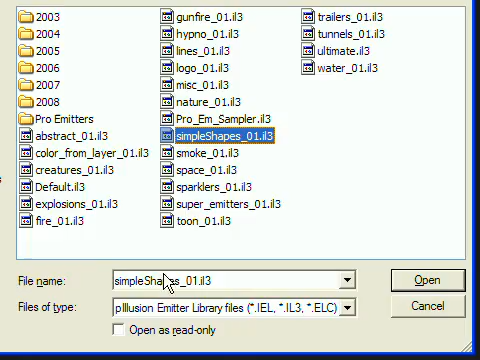 2003
2004
2005
2006
2007
2008
Pro Emitters
abstract_01.il3
color_from_layer_01.il3
creatures_01.il3
Default.il3
explosions_01.il3
fire_01.il3
gunfire_01.il3
hypno_01.il3
lines_01.il3
logo_01.il3
misc_01.il3
nature_01.il3
Pro_Em_Sampler.il3
simpleShapes_01.il3
smoke_01.il3
space_01.il3
sparklers_01.il3
super_emitters_01.il3
toon_01.il3
trailers_01.il3
tunnels_01.il3
ultimate.il3
water_01.il3
File name: simpleShapes_01.il3 Open
Files of type: pIllusion Emitter Library files (*.IEL, *.IL3, *.ELC) Cancel
Open as read-only